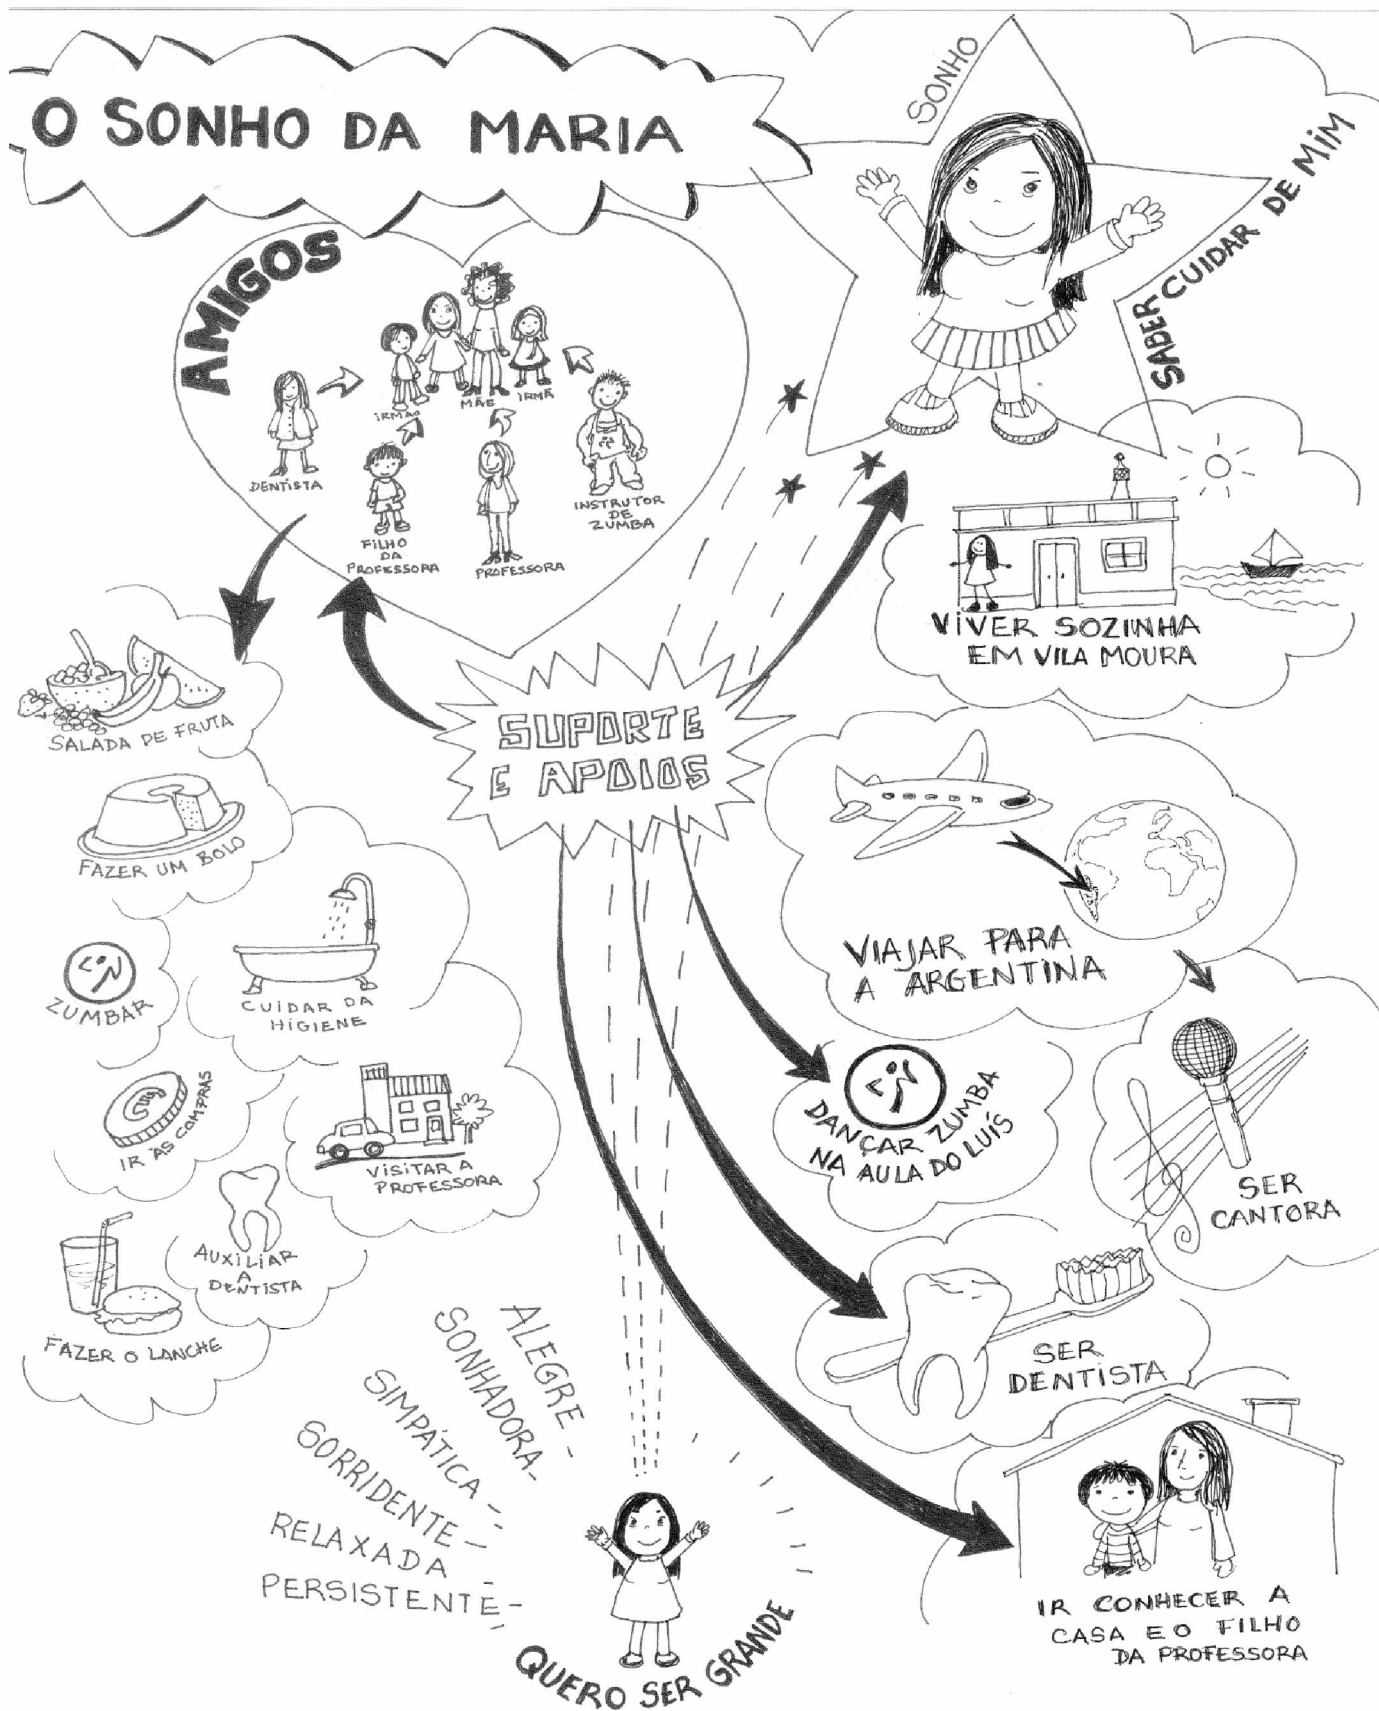 O SONHO DA MARIA
SONHO
SABER CUIDAR DE MIM
AMIGOS
IRMÃO
MÃE
IRMÃ
DENTISTA
FILHO
DA
PROFESSORA
PROFESSORA
INSTRUTOR
DE
ZUMBA
VIVER SOZINHA
EM VILA MOURA
SUPORTE
E APOIOS
SALADA DE FRUTA
FAZER UM BOLO
ZUMBAR
CUIDAR DA
HIGIENE
IR ÀS COMPRAS
VISITAR A
PROFESSORA
AUXILIAR
A
DENTISTA
FAZER O LANCHE
VIAJAR PARA
A ARGENTINA
DANÇAR ZUMBA
NA AULA DO LUÍS
SER
CANTORA
SER
DENTISTA
IR CONHECER A
CASA E O FILHO
DA PROFESSORA
ALEGRE -
SONHADORA -
SIMPÁTICA -
SORRIDENTE -
RELAXADA -
PERSISTENTE -
QUERO SER GRANDE